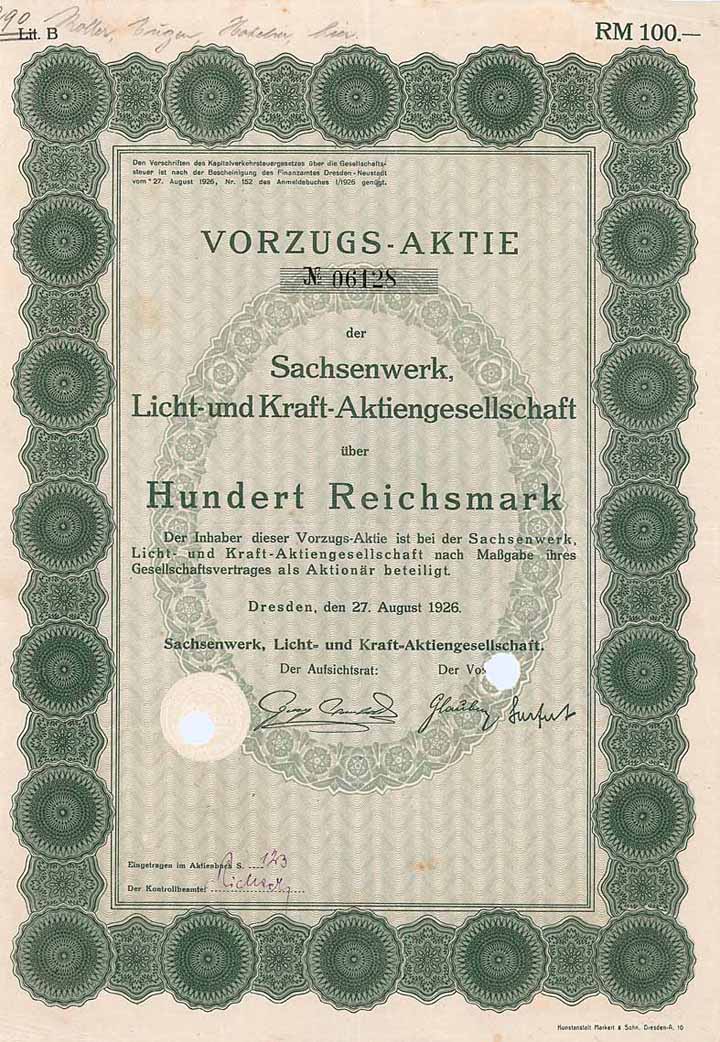 Lit. B
RM 100.—
Den Vorschriften des Kapitalverkehrsteuergesetzes über die Gesellschafts-
steuer ist nach der Bescheinigung des Finanzamtes Dresden-Neustadt
vom 27. August 1926, Nr. 152 des Anmeldebuches I/1926 genügt.
VORZUGS-AKTIE
№ 06128
der
Sachsenwerk,
Licht- und Kraft-Aktiengesellschaft
über
Hundert Reichsmark
Der Inhaber dieser Vorzugs-Aktie ist bei der Sachsenwerk,
Licht- und Kraft-Aktiengesellschaft nach Maßgabe ihres
Gesellschaftsvertrages als Aktionär beteiligt.
Dresden, den 27. August 1926.
Sachsenwerk, Licht- und Kraft-Aktiengesellschaft.
Der Aufsichtsrat: Der Vo
Eingetragen im Aktienbuch S. 123
Der Kontrollbeamte:
Kunstanstalt Markert & Sohn, Dresden-A. 10